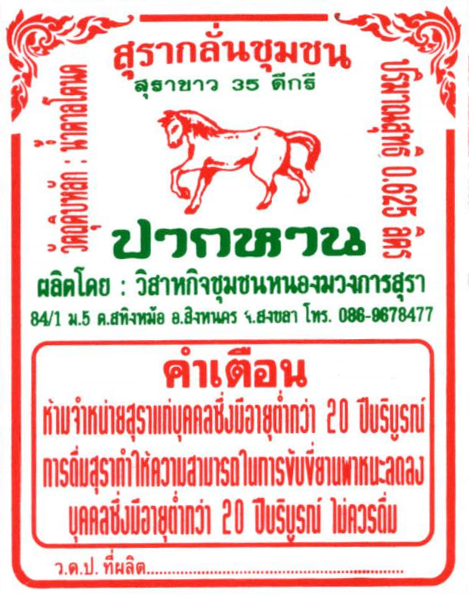 สุรากลั่นชุมชน
สุราขาว 35 ดีกรี
วัตถุดิบหลัก : น้ำตาลโตนด
ปริมาณสุทธิ 0.625 ลิตร
ปากหวาน
ผลิตโดย : วิสาหกิจชุมชนหนองมวงการสุรา
84/1 ม.5 ต.สทิงหม้อ อ.สิงหนคร จ.สงขลา โทร. 086-9678477
คำเตือน
ห้ามจำหน่ายสุราแก่บุคคลซึ่งมีอายุต่ำกว่า 20 ปีบริบูรณ์
การดื่มสุราทำให้ความสามารถในการขับขี่ยานพาหนะลดลง
บุคคลซึ่งมีอายุต่ำกว่า 20 ปีบริบูรณ์ ไม่ควรดื่ม
ว.ด.ป. ที่ผลิต..................................................